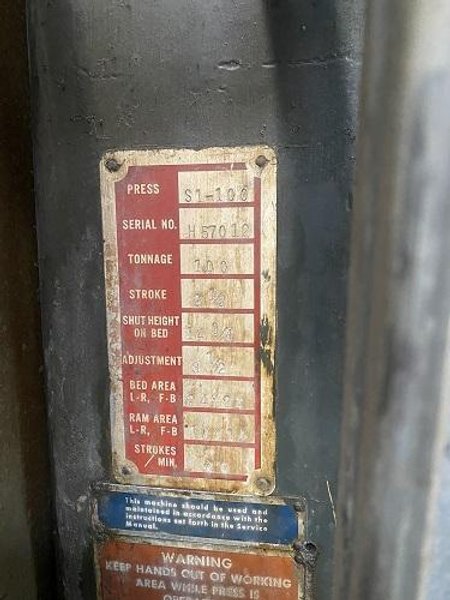 PRESS S1-100
SERIAL NO. H57012
TONNAGE 100
STROKE
SHUT HEIGHT
ON BED
ADJUSTMENT
BED AREA
L-R, F-B
RAM AREA
L-R, F-B
STROKES
/ MIN.
This machine should be used and
maintained in accordance with the
instructions set forth in the Service
Manual.
WARNING
KEEP HANDS OUT OF WORKING
AREA WHILE PRESS IS